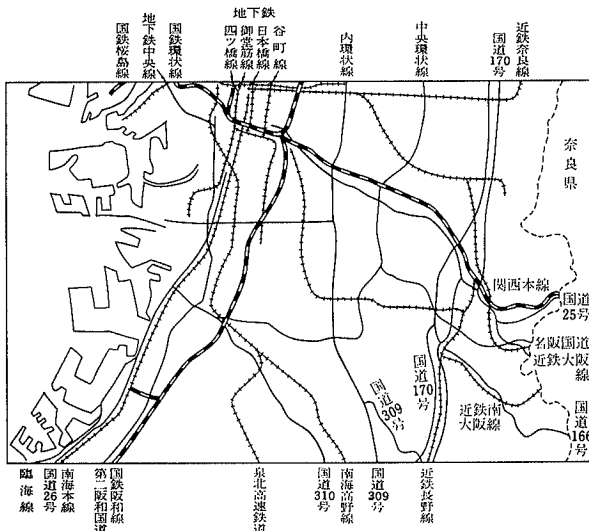 地下鉄
国鉄桜島線
地下鉄中央線
国鉄環状線
四ツ橋線
御堂筋線
日本橋線
谷町線
内環状線
中央環状線
国道170号
近鉄奈良線
奈良県
関西本線
国道
25号
名阪国道
近鉄大阪線
国道309号
国道170号
近鉄南
大阪線
国道166号
臨海線
国道26号
南海本線
第二阪和国道
国鉄阪和線
泉北高速鉄道
国道310号
南海高野線
国道309号
近鉄長野線